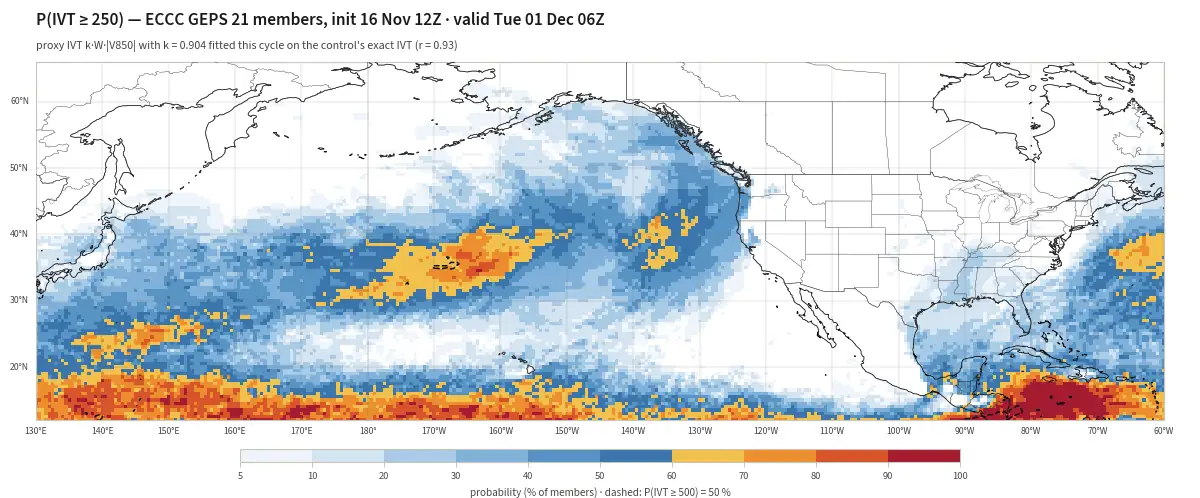 P(IVT ≥ 250) — ECCC GEPS 21 members, init 16 Nov 12Z · valid Tue 01 Dec 06Z
proxy IVT k·W·|V850| with k = 0.904 fitted this cycle on the control's exact IVT (r = 0.93)
60°N
50°N
40°N
30°N
20°N
130°E 140°E 150°E 160°E 170°E 180° 170°W 160°W 150°W 140°W 130°W 120°W 110°W 100°W 90°W 80°W 70°W 60°W
5 10 20 30 40 50 60 70 80 90 100
probability (% of members) · dashed: P(IVT ≥ 500) = 50 %